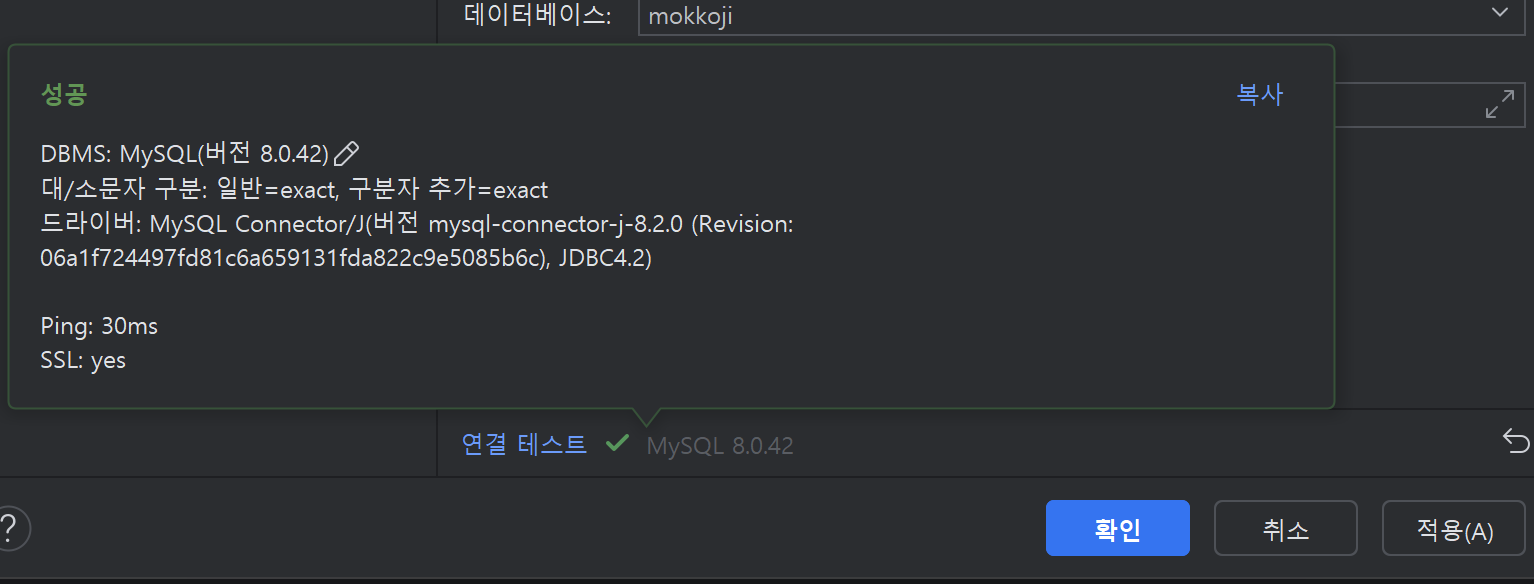 데이터베이스: mokkoji
성공 복사
DBMS: MySQL(버전 8.0.42)
대/소문자 구분: 일반=exact, 구분자 추가=exact
드라이버: MySQL Connector/J(버전 mysql-connector-j-8.2.0 (Revision:
06a1f724497fd81c6a659131fda822c9e5085b6c), JDBC4.2)
Ping: 30ms
SSL: yes
연결 테스트 MySQL 8.0.42
?
확인 취소 적용(A)